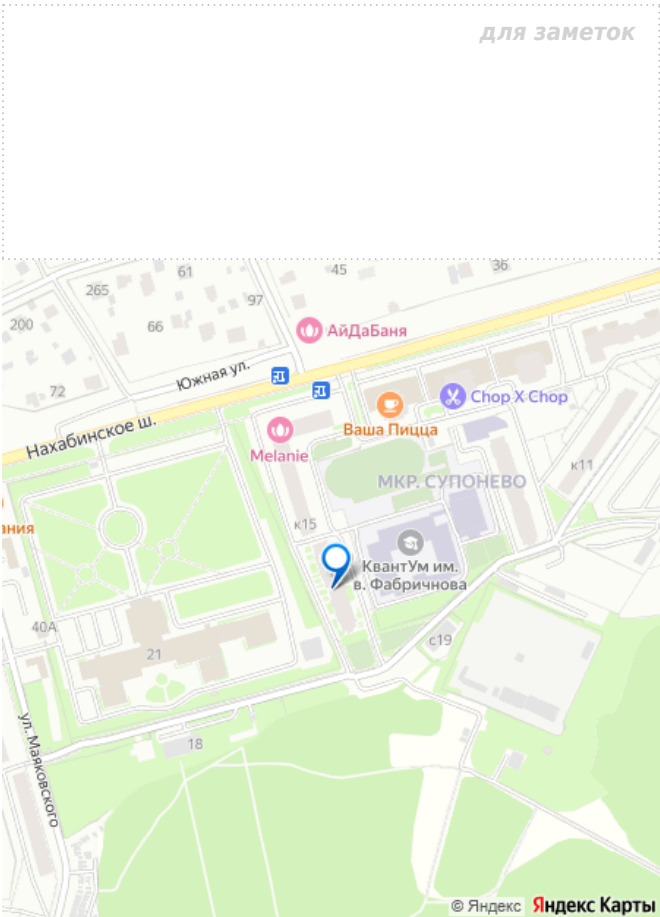 для заметок
61
45
36
265
97
200
66
АйДаБаня
Южная ул.
72
Chop X Chop
Ваша Пицца
Нахабинское ш.
Melanie
к11
МКР. СУПОНЕВО
к15
ания
КвантУм им.
в. Фабричнова
40А
с19
21
ул. Маяковского
18
© Яндекс Яндекс Карты